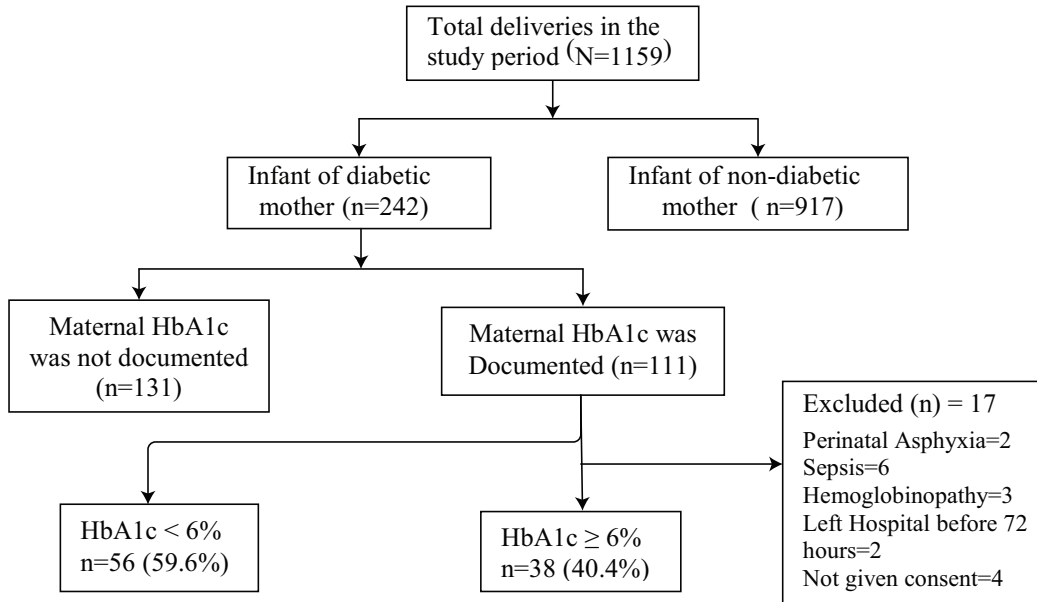 Total deliveries in the
study period (N=1159)
Infant of diabetic
mother (n=242)
Infant of non-diabetic
mother ( n=917)
Maternal HbA1c
was not documented
(n=131)
Maternal HbA1c was
Documented (n=111)
Excluded (n) = 17
Perinatal Asphyxia=2
Sepsis=6
Hemoglobinopathy=3
Left Hospital before 72
hours=2
Not given consent=4
HbA1c < 6%
n=56 (59.6%)
HbA1c ≥ 6%
n=38 (40.4%)